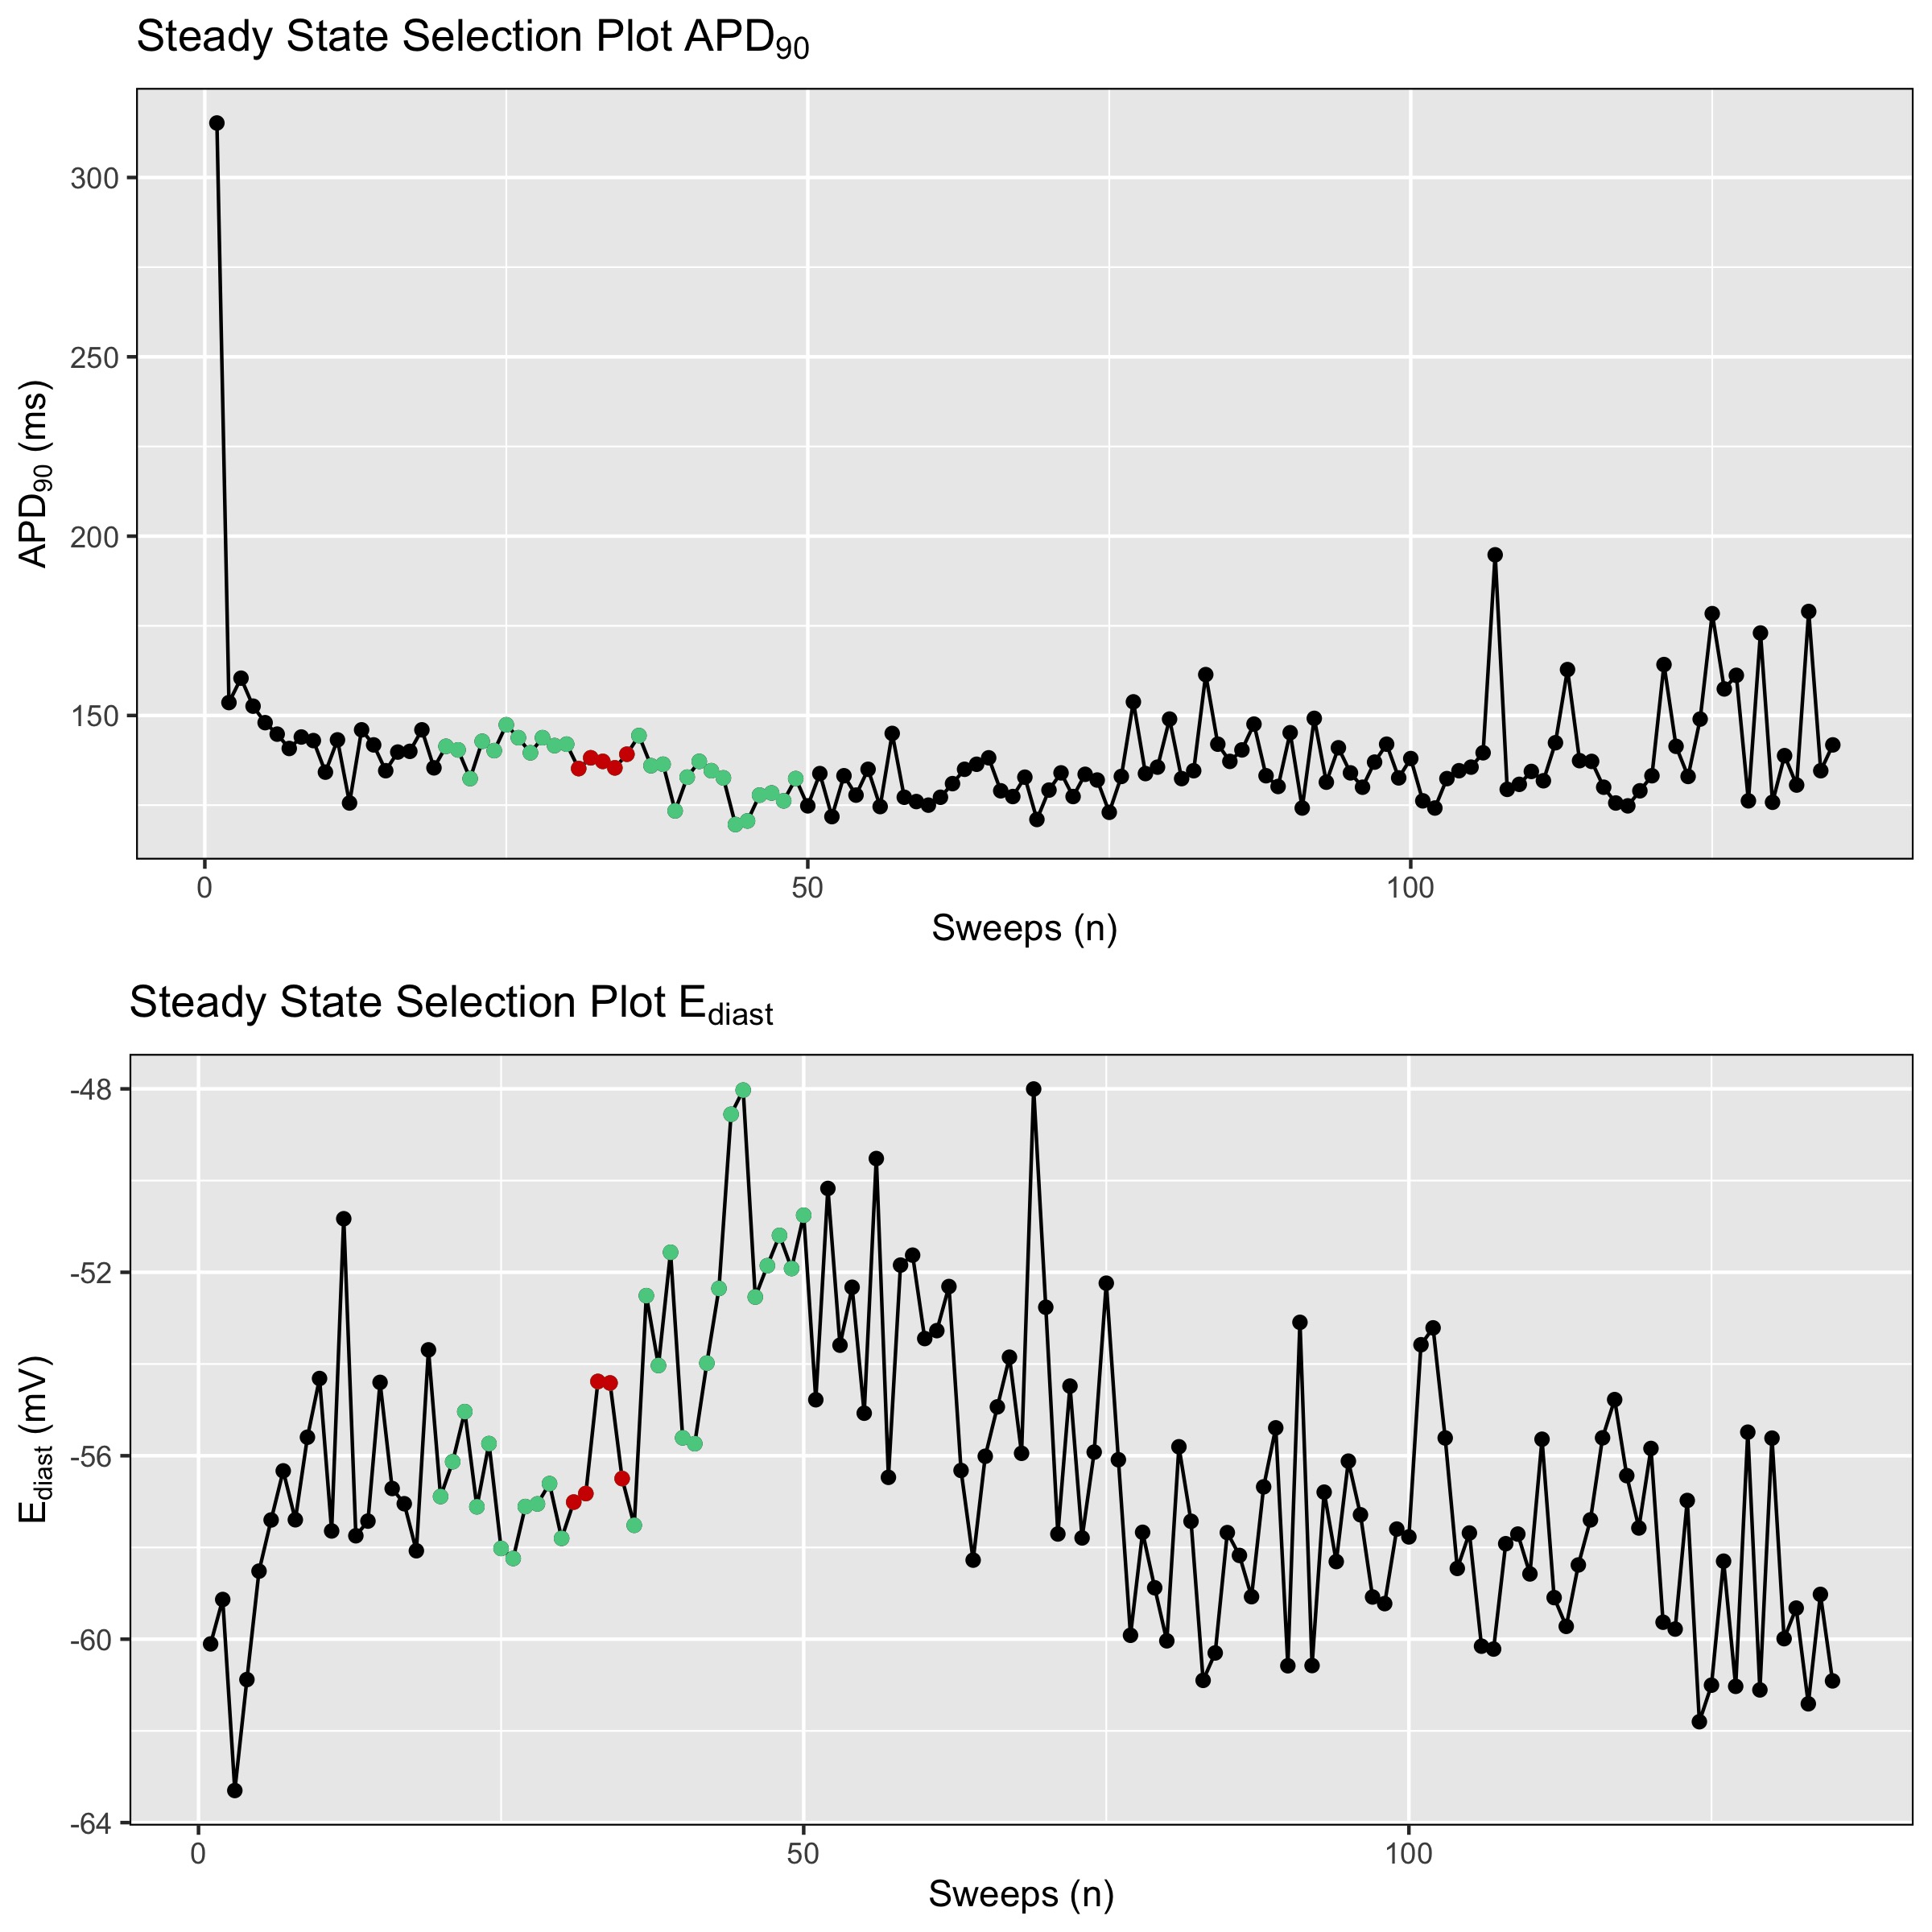 Steady State Selection Plot APD90
300
250
200
150
APD90 (ms)
0 50 100
Sweeps (n)
Steady State Selection Plot Ediast
-48
-52
-56
-60
-64
Ediast (mV)
0 50 100
Sweeps (n)